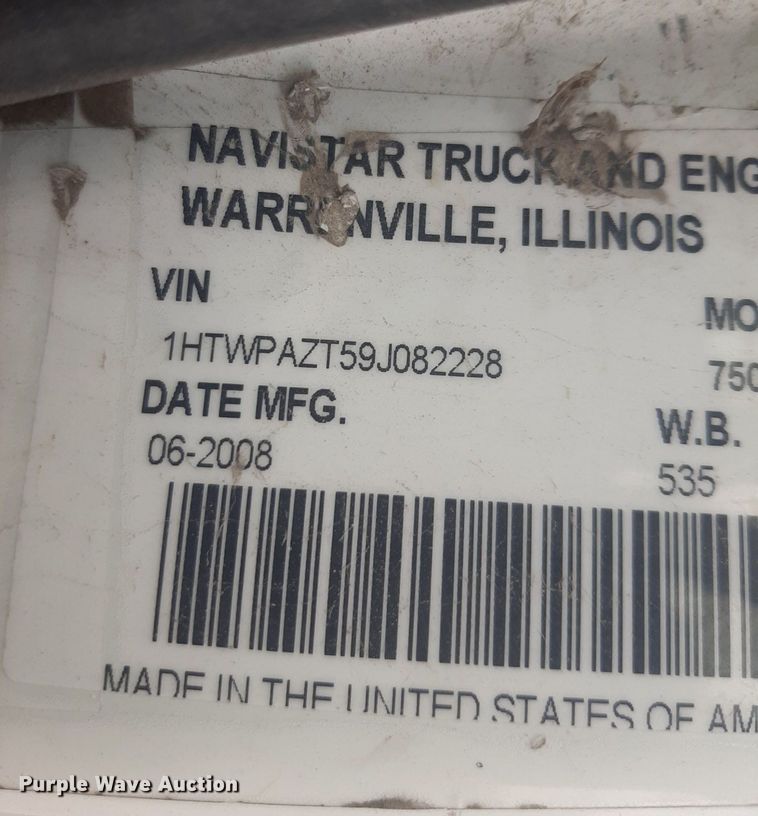 NAVISTAR TRUCK AND ENG
WARRENVILLE, ILLINOIS
VIN
MO
1HTWPAZT59J082228
750
DATE MFG.
W.B.
06-2008
535
MADE IN THE UNITED STATES OF AM
Purple Wave Auction